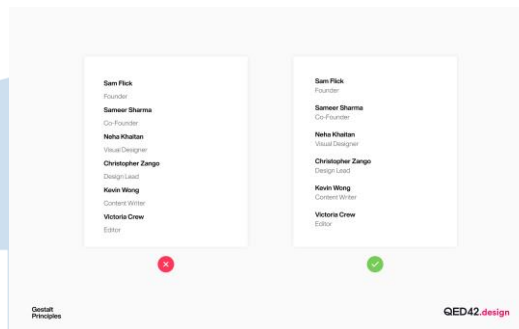 Sam Flick
Founder
Sameer Sharma
Co-Founder
Neha Khaitan
Visual Designer
Christopher Zango
Design Lead
Kevin Wong
Content Writer
Victoria Crew
Editor
Sam Flick
Founder
Sameer Sharma
Co-Founder
Neha Khaitan
Visual Designer
Christopher Zango
Design Lead
Kevin Wong
Content Writer
Victoria Crew
Editor
Gestalt
Principles
QED42.design